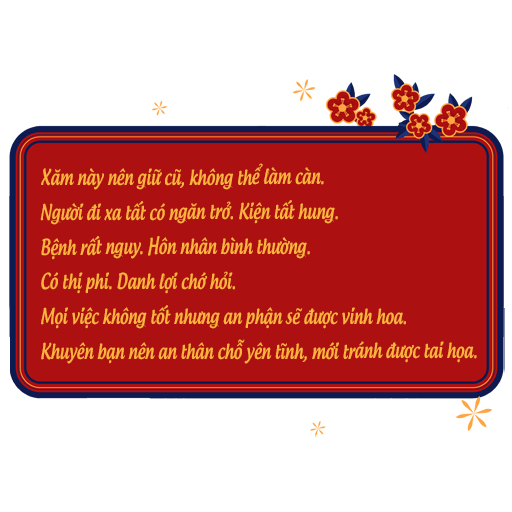 Xăm này nên giữ cũ, không thể làm càn.
Người đi xa tất có ngăn trở. Kiện tất hung.
Bệnh rất nguy. Hôn nhân bình thường.
Có thị phi. Danh lợi chớ hỏi.
Mọi việc không tốt nhưng an phận sẽ được vinh hoa.
Khuyên bạn nên an thân chỗ yên tĩnh, mới tránh được tai họa.